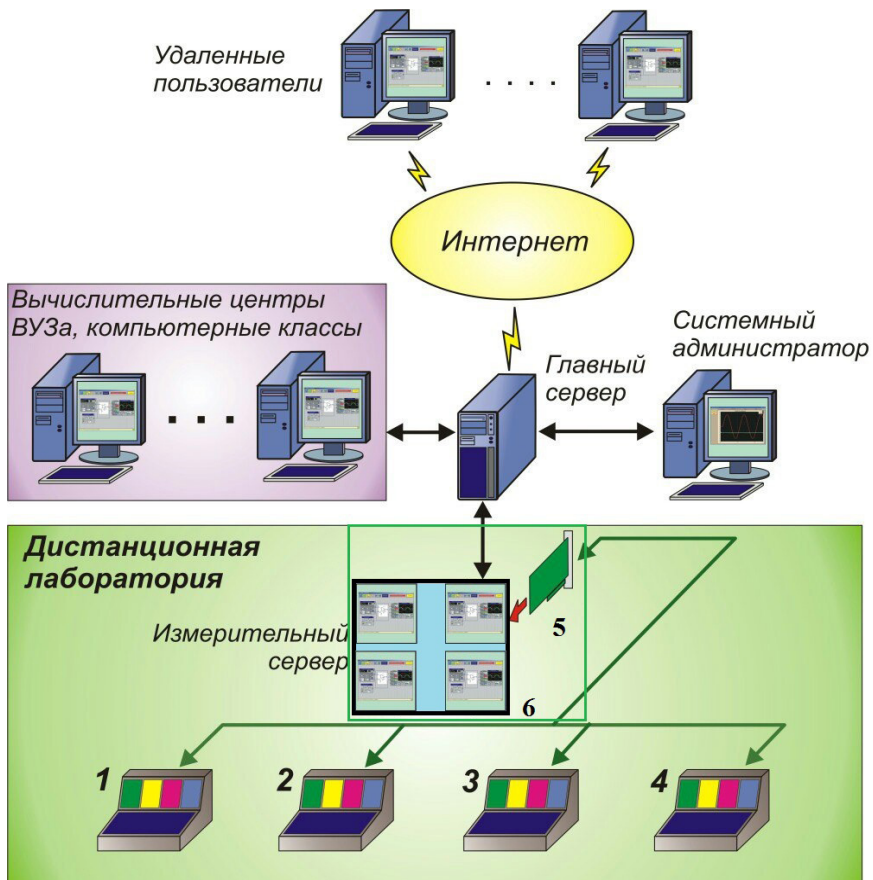 Удаленные
пользователи
. . . .
Интернет
Вычислительные центры
ВУЗа, компьютерные классы
. . .
Главный
сервер
Системный
администратор
Дистанционная
лаборатория
Измерительный
сервер
5
6
1
2
3
4